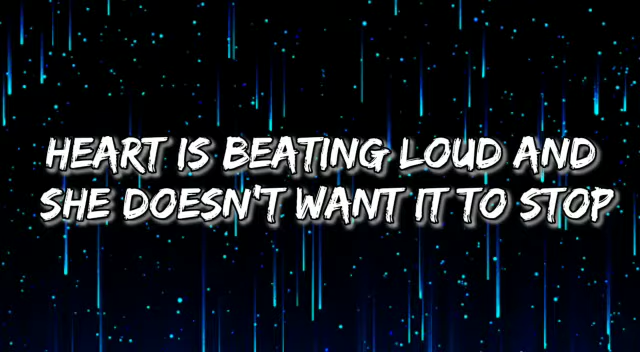 HEART IS BEATING LOUD AND
SHE DOESN'T WANT IT TO STOP